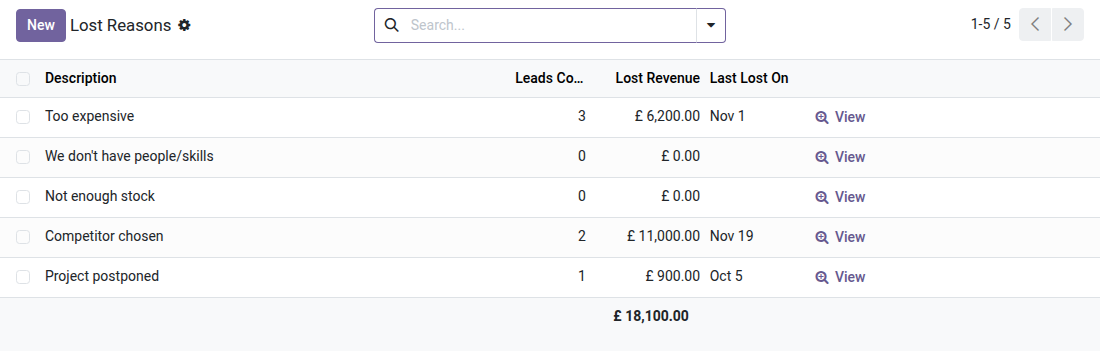 New Lost Reasons Search... 1-5 / 5
Description Leads Co... Lost Revenue Last Lost On
Too expensive 3 £ 6,200.00 Nov 1 View
We don't have people/skills 0 £ 0.00 View
Not enough stock 0 £ 0.00 View
Competitor chosen 2 £ 11,000.00 Nov 19 View
Project postponed 1 £ 900.00 Oct 5 View
£ 18,100.00